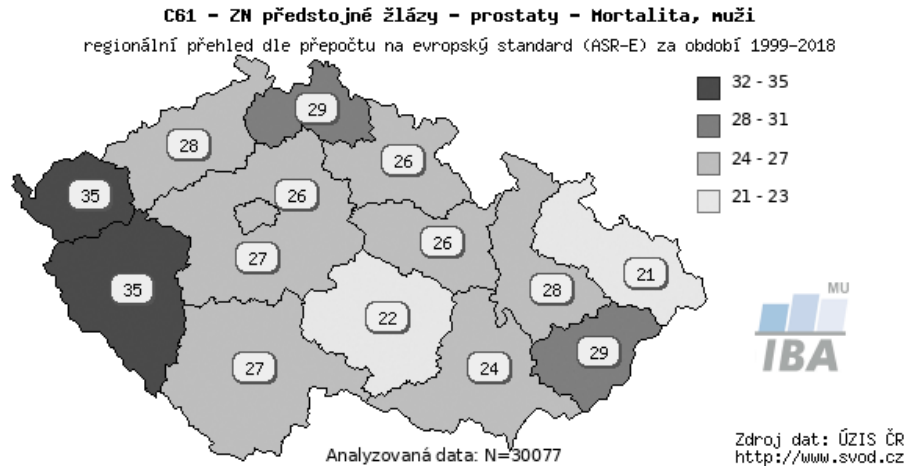 C61 - ZN předstojné žlázy - prostaty - Mortalita, muži
regionální přehled dle přepočtu na evropský standard (ASR-E) za období 1999-2018
32 - 35
28 - 31
24 - 27
21 - 23
29
28
26
35
26
26
27
21
35
28
22
29
27
24
MU
IBA
Analyzovaná data: N=30077
Zdroj dat: ÚZIS ČR
http://www.svod.cz